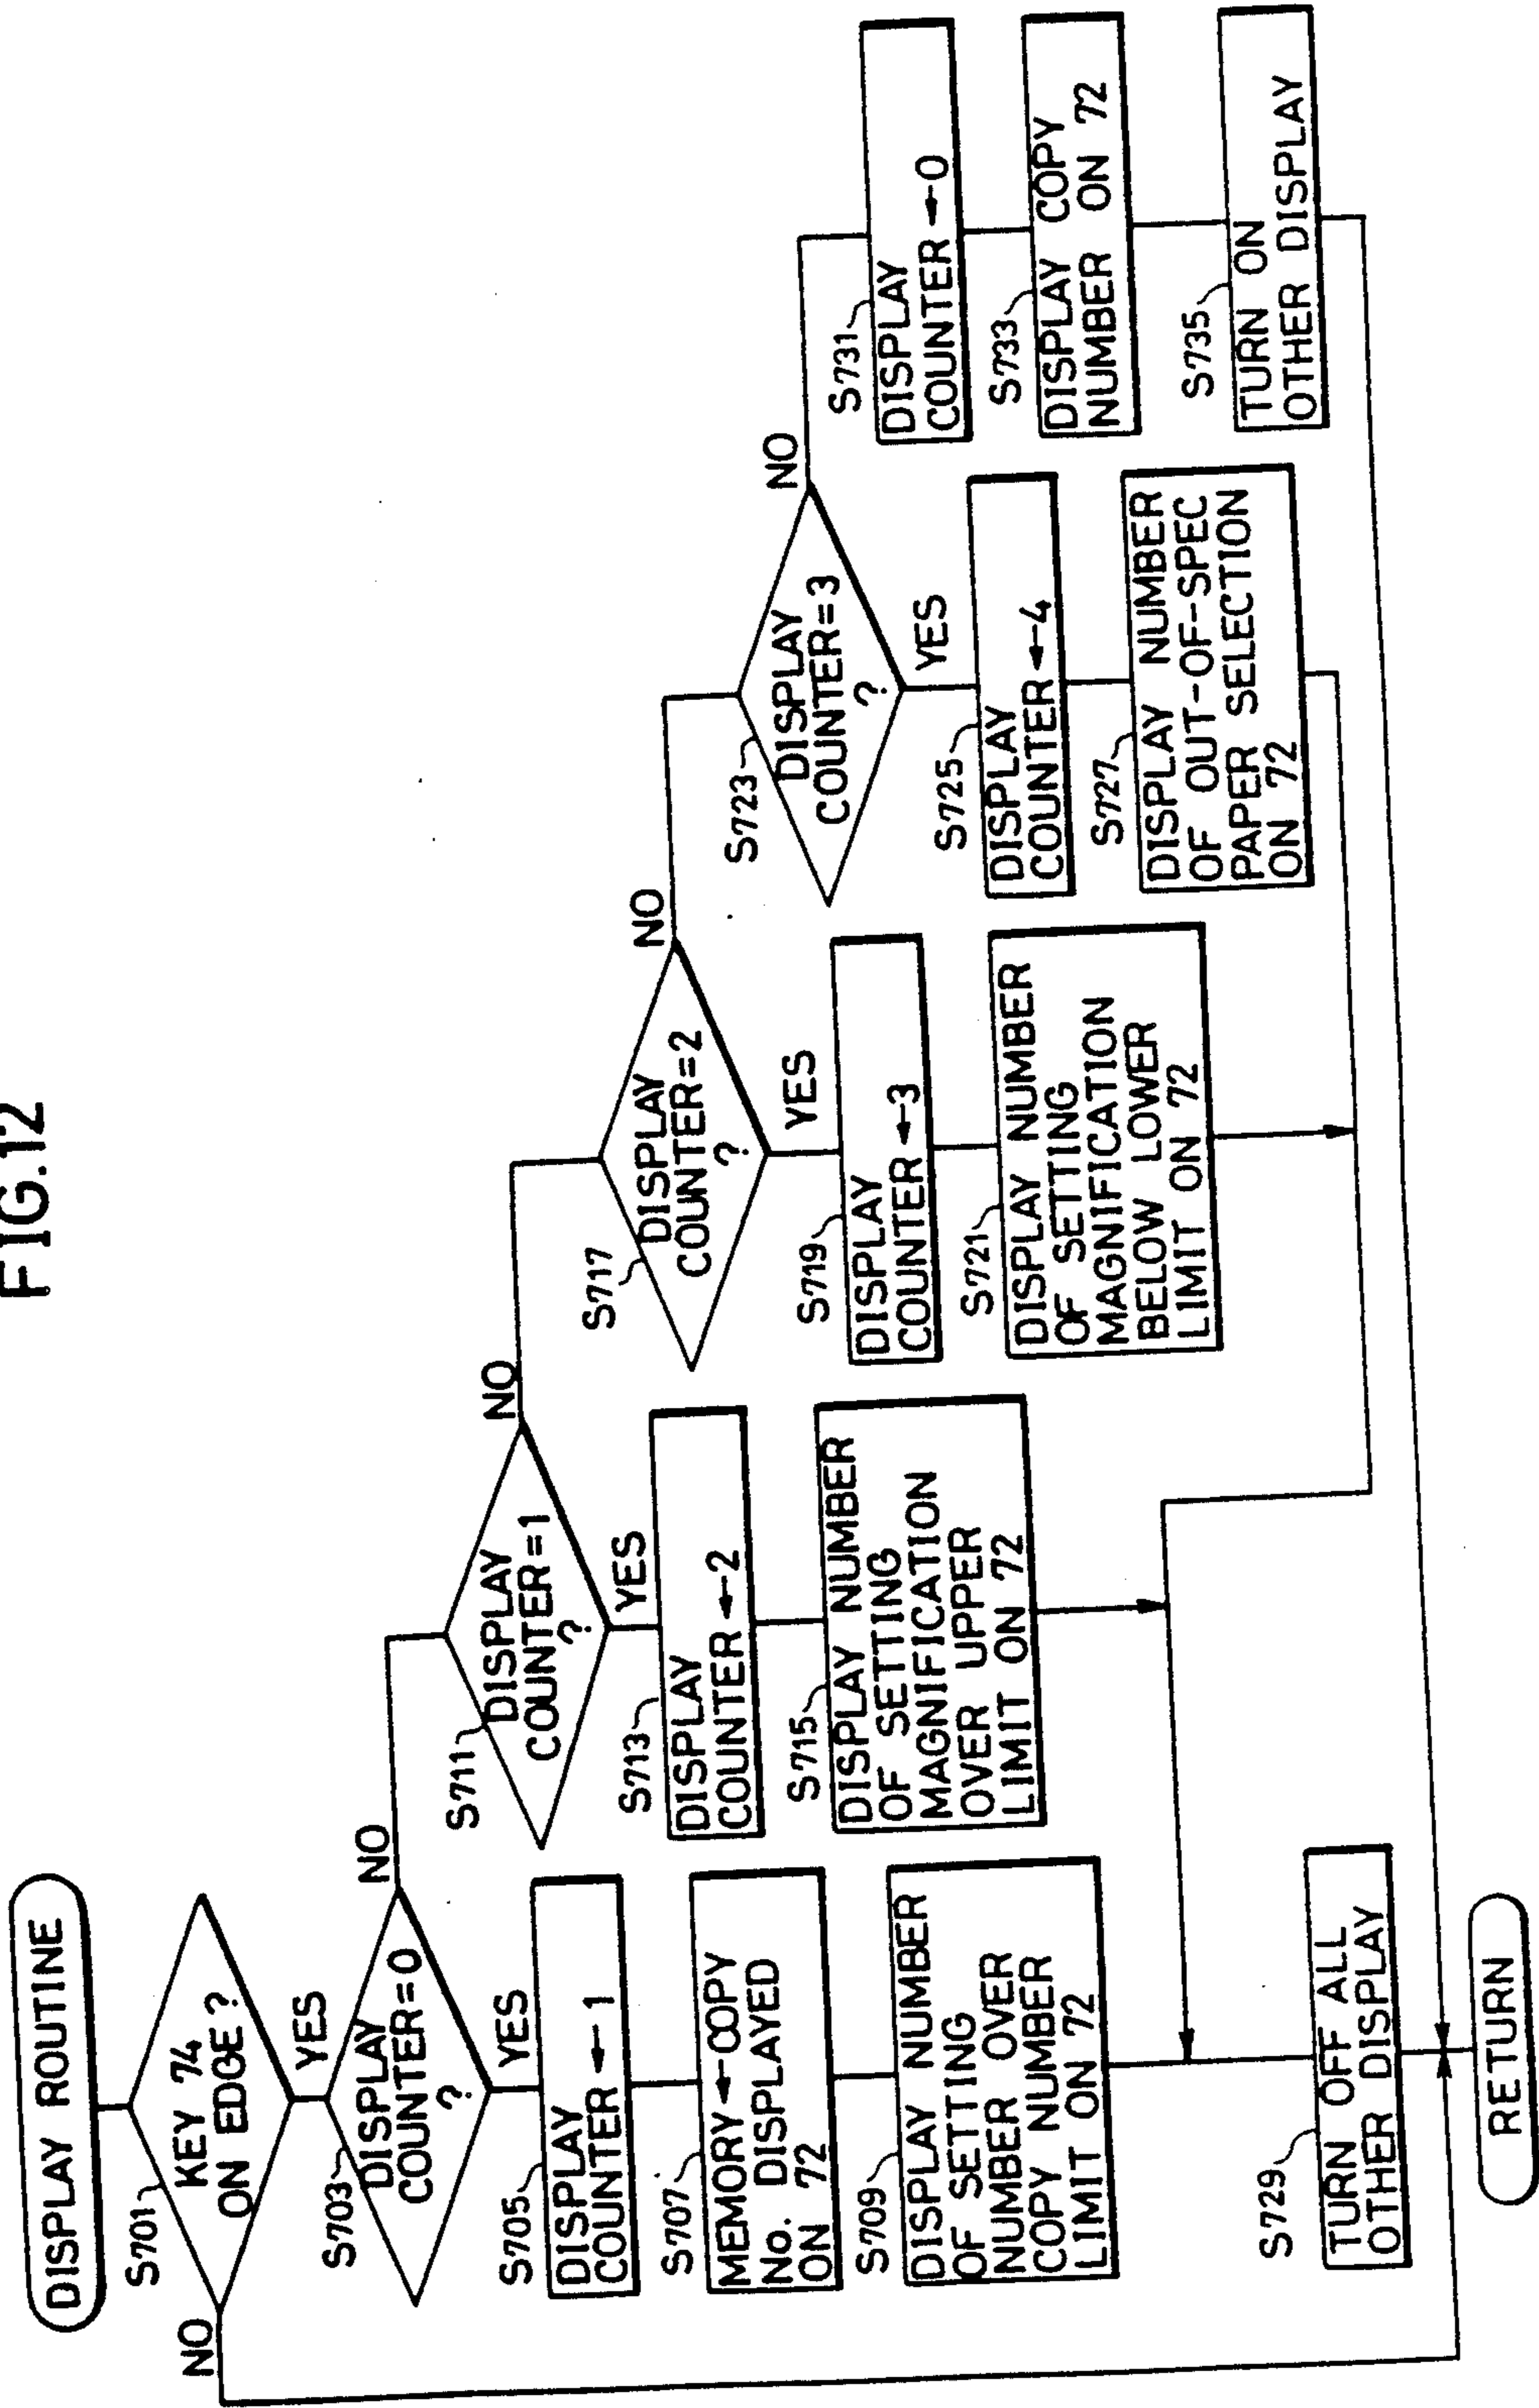 FIG.12
DISPLAY ROUTINE
S701
KEY 74
ON EDGE ?
NO
YES
S703
DISPLAY
COUNTER=0
?
NO
YES
S705
DISPLAY
COUNTER ← 1
S707
MEMORY ← COPY
No. DISPLAYED
ON 72
S709
DISPLAY NUMBER
OF SETTING
NUMBER OVER
COPY NUMBER
LIMIT ON 72
S711
DISPLAY
COUNTER=1
?
NO
YES
S713
DISPLAY
COUNTER ←2
S715
DISPLAY NUMBER
OF SETTING
MAGNIFICATION
OVER UPPER
LIMIT ON 72
S717
DISPLAY
COUNTER=2
?
NO
YES
S719
DISPLAY
COUNTER ←3
S721
DISPLAY NUMBER
OF SETTING
MAGNIFICATION
BELOW LOWER
LIMIT ON 72
S723
DISPLAY
COUNTER=3
?
NO
YES
S725
DISPLAY
COUNTER ←4
S727
DISPLAY NUMBER
OF OUT-OF-SPEC
PAPER SELECTION
ON 72
S731
DISPLAY
COUNTER ←0
S733
DISPLAY COPY
NUMBER ON 72
S735
TURN ON
OTHER DISPLAY
S729
TURN OFF ALL
OTHER DISPLAY
RETURN